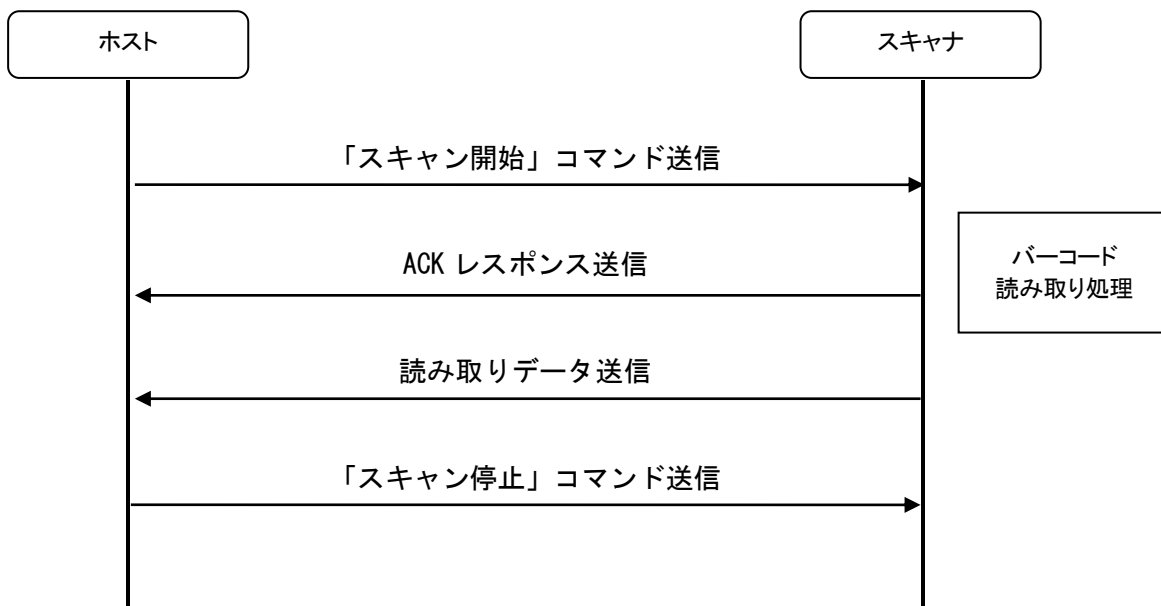 ホスト
スキャナ
「スキャン開始」コマンド送信
ACK レスポンス送信
バーコード
読み取り処理
読み取りデータ送信
「スキャン停止」コマンド送信